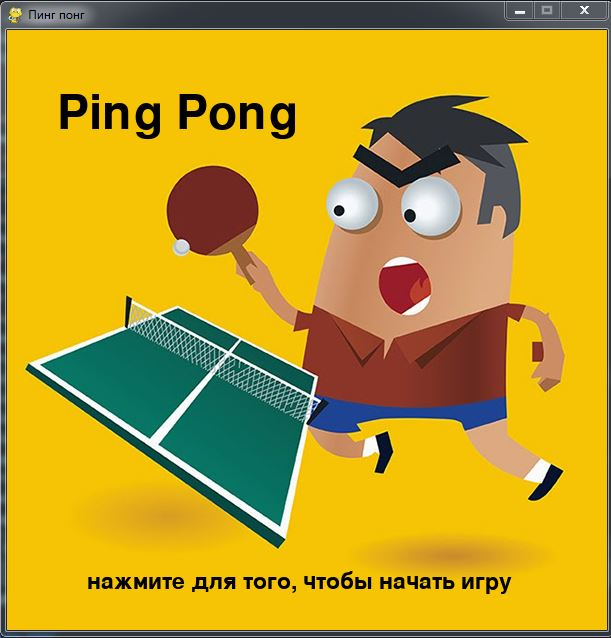 Пинг понг
Ping Pong
нажмите для того, чтобы начать игру